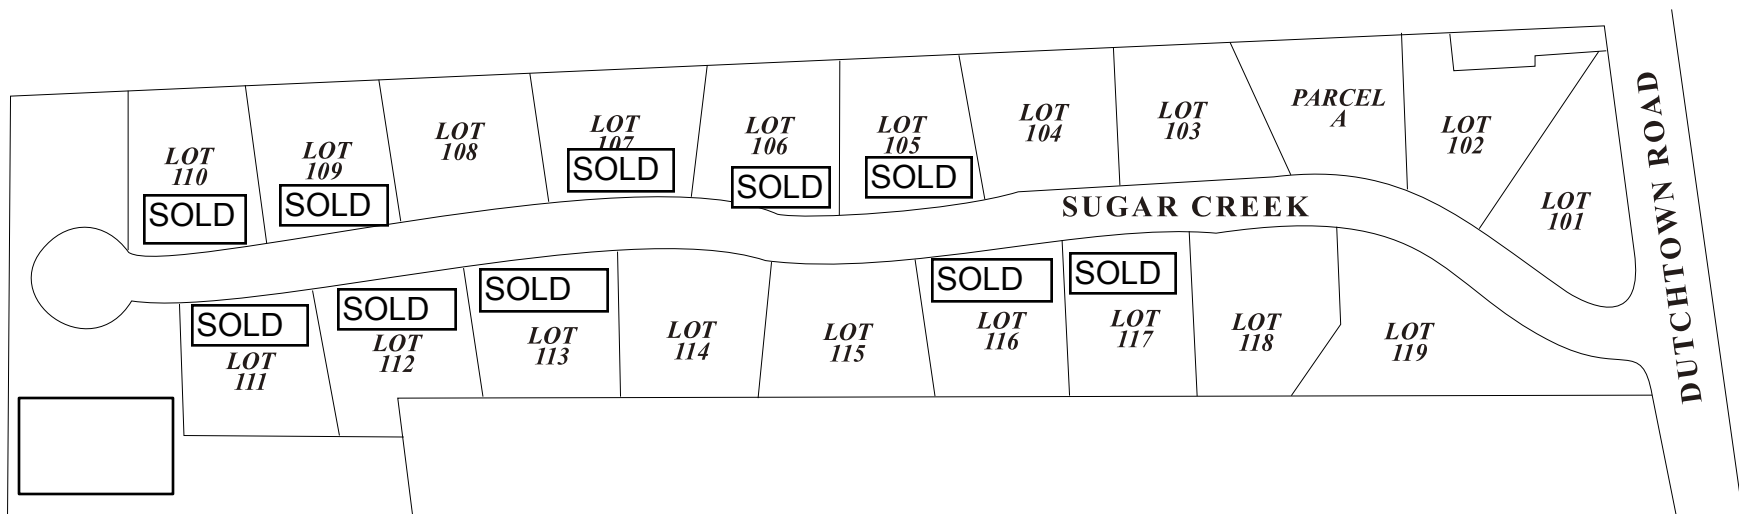 LOT
110
SOLD
LOT
109
SOLD
LOT
108
LOT
107
SOLD
LOT
106
SOLD
LOT
105
SOLD
LOT
104
LOT
103
PARCEL
A
LOT
102
LOT
101
SUGAR CREEK
DUTCHTOWN ROAD
SOLD
LOT
111
SOLD
LOT
112
SOLD
LOT
113
LOT
114
LOT
115
SOLD
LOT
116
SOLD
LOT
117
LOT
118
LOT
119